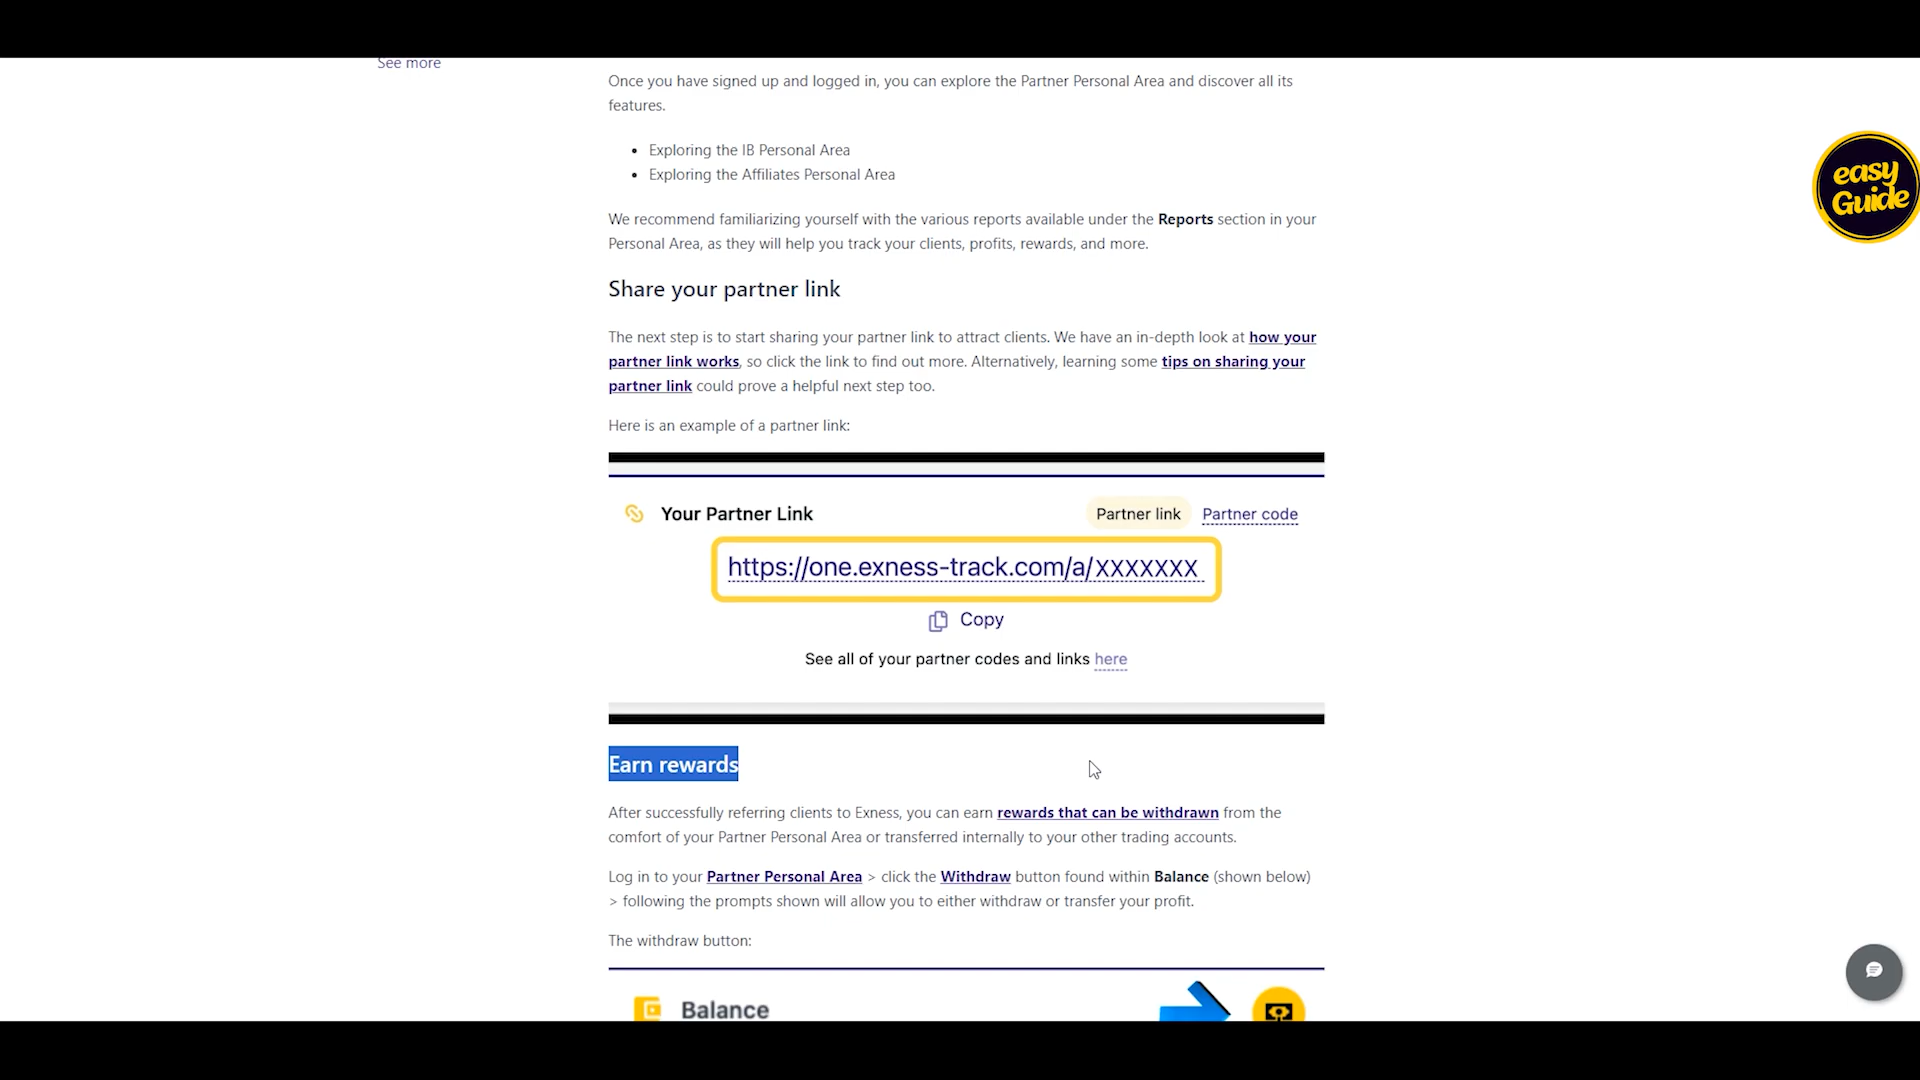 See more
Once you have signed up and logged in, you can explore the Partner Personal Area and discover all its
features.
Exploring the IB Personal Area
Exploring the Affiliates Personal Area
easy
Guide
We recommend familiarizing yourself with the various reports available under the Reports section in your
Personal Area, as they will help you track your clients, profits, rewards, and more.
Share your partner link
The next step is to start sharing your partner link to attract clients. We have an in-depth look at how your
partner link works, so click the link to find out more. Alternatively, learning some tips on sharing your
partner link could prove a helpful next step too.
Here is an example of a partner link:
Your Partner Link
Partner link
Partner code
https://one.exness-track.com/a/XXXXXXX
Copy
See all of your partner codes and links here
Earn rewards
After successfully referring clients to Exness, you can earn rewards that can be withdrawn from the
comfort of your Partner Personal Area or transferred internally to your other trading accounts.
Log in to your Partner Personal Area > click the Withdraw button found within Balance (shown below)
> following the prompts shown will allow you to either withdraw or transfer your profit.
The withdraw button:
Balance